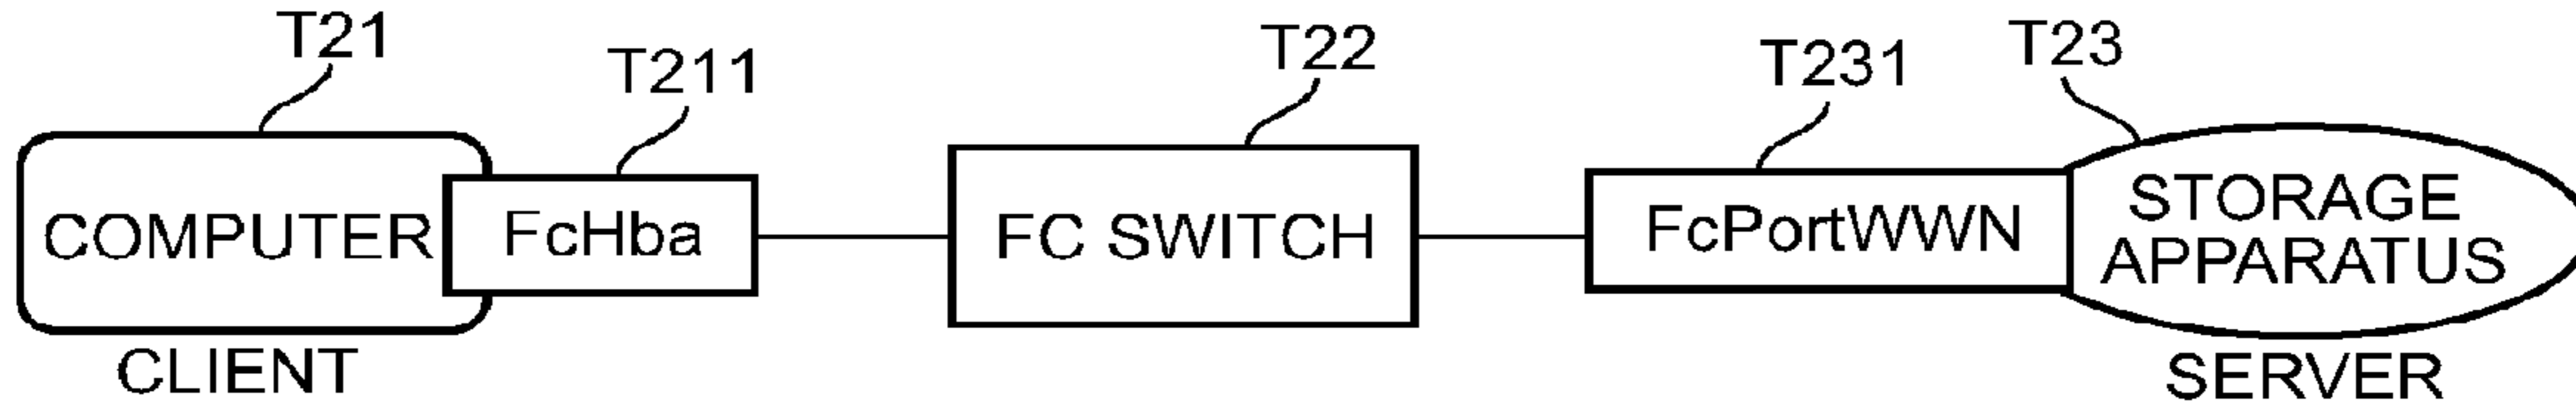 T21
T211
T22
T231
T23
COMPUTER
FcHba
FC SWITCH
FcPortWWN
STORAGE
APPARATUS
CLIENT
SERVER